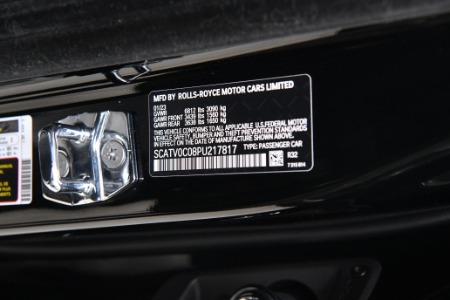 MFD BY ROLLS-ROYCE MOTOR CARS LIMITED
01/23
GVWR 6812 lbs 3090 kg
GAWR FRONT 3439 lbs 1560 kg
GAWR REAR 3638 lbs 1650 kg
THIS VEHICLE CONFORMS TO ALL APPLICABLE U.S. FEDERAL MOTOR
VEHICLE SAFETY, BUMPER AND THEFT PREVENTION STANDARDS
IN EFFECT ON THE DATE OF MANUFACTURE SHOWN ABOVE.
SCATV0C08PU217817 TYPE: PASSENGER CAR R32